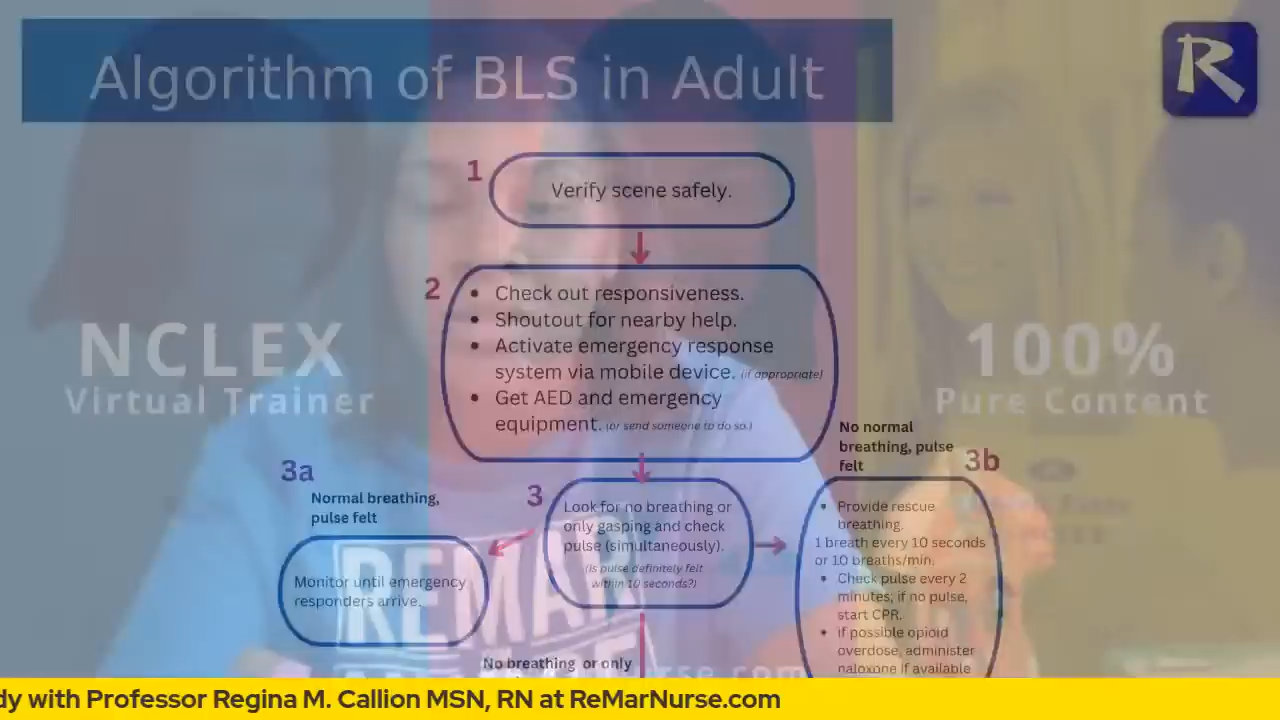 Algorithm of BLS in Adult
R
1
Verify scene safely.
2
• Check out responsiveness.
• Shoutout for nearby help.
• Activate emergency response
system via mobile device. (if appropriate)
• Get AED and emergency
equipment. (or send someone to do so.)
NCLEX
Virtual Trainer
100%
Pure Content
3a
Normal breathing,
pulse felt
Monitor until emergency
responders arrive.
3
Look for no breathing or
only gasping and check
pulse (simultaneously).
(Is pulse definitely felt
within 10 seconds?)
No normal
breathing, pulse
felt
3b
• Provide rescue
breathing.
1 breath every 10 seconds
or 10 breaths/min.
• Check pulse every 2
minutes; if no pulse,
start CPR.
• if possible opioid
overdose, administer
naloxone if available
REMAR
No breathing or only
dy with Professor Regina M. Callion MSN, RN at ReMarNurse.com